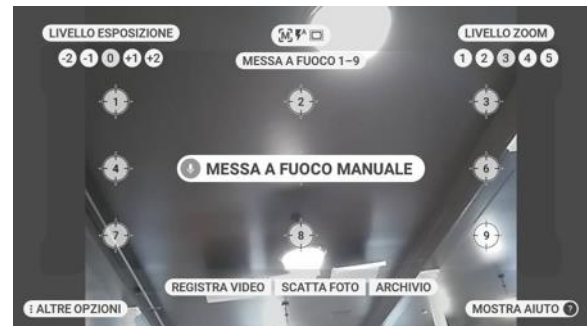 LIVELLO ESPOSIZIONE
-2 -1 0 +1 +2
M A
MESSA A FUOCO 1–9
LIVELLO ZOOM
1 2 3 4 5
1 2 3
4 MESSA A FUOCO MANUALE 6
7 8 9
REGISTRA VIDEO SCATTA FOTO ARCHIVIO
ALTRE OPZIONI
MOSTRA AIUTO ?